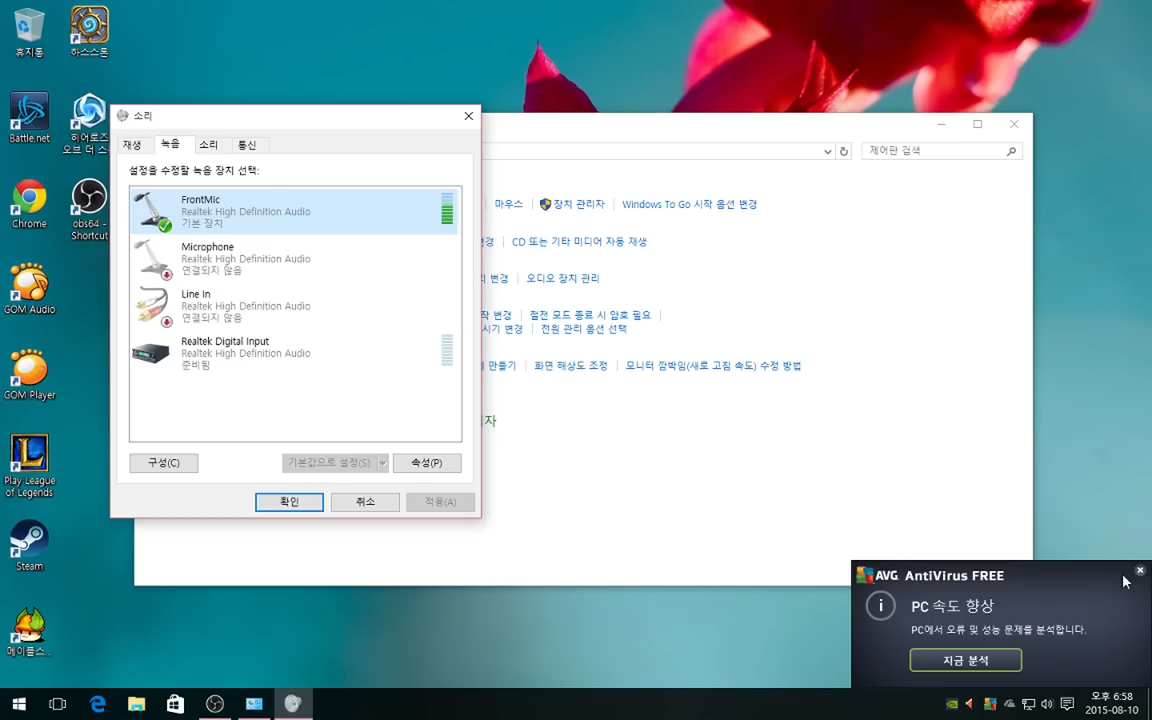 휴지통
하스스톤
Battle.net
히어로즈
오브 더 스...
Chrome
obs64 -
Shortcut
GOM Audio
GOM Player
Play League
of Legends
Steam
메이플스...
소리
재생
녹음
소리
통신
설정을 수정할 녹음 장치 선택:
FrontMic
Realtek High Definition Audio
기본 장치
Microphone
Realtek High Definition Audio
연결되지 않음
Line In
Realtek High Definition Audio
연결되지 않음
Realtek Digital Input
Realtek High Definition Audio
준비됨
구성(C)
기본값으로 설정(S)
속성(P)
확인
취소
적용(A)
제어판 검색
마우스
장치 관리자
Windows To Go 시작 옵션 변경
변경
CD 또는 기타 미디어 자동 재생
변경
오디오 장치 관리
변경
절전 모드 종료 시 암호 필요
시기 변경
전원 관리 옵션 선택
만들기
화면 해상도 조정
모니터 깜박임(새로 고침 속도) 수정 방법
자
AVG AntiVirus FREE
PC 속도 향상
PC에서 오류 및 성능 문제를 분석합니다.
지금 분석
오후 6:58
2015-08-10